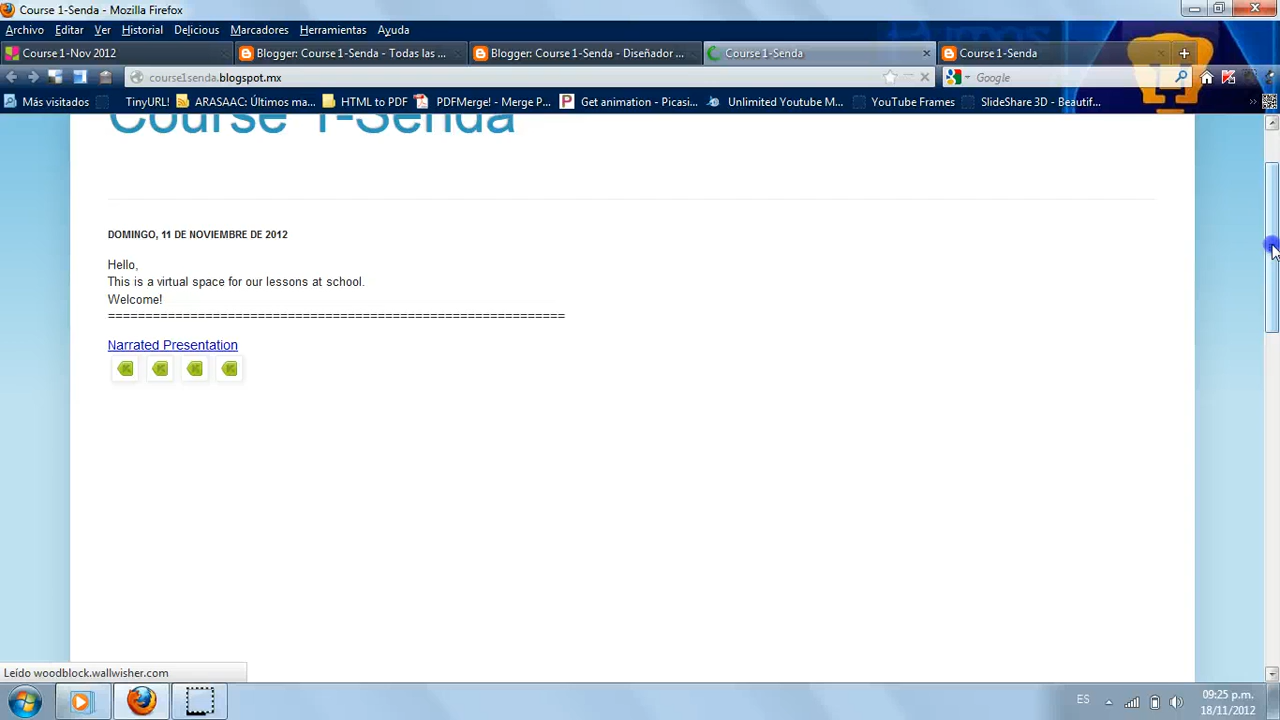 Course 1-Senda - Mozilla Firefox
Archivo Editar Ver Historial Delicious Marcadores Herramientas Ayuda
Course 1-Nov 2012 Blogger: Course 1-Senda - Todas las ... Blogger: Course 1-Senda - Diseñador ... Course 1-Senda Course 1-Senda
course1senda.blogspot.mx Google
Más visitados TinyURL! ARASAAC: Últimos ma... HTML to PDF PDFMerge! - Merge P... Get animation - Picasi... Unlimited Youtube M... YouTube Frames SlideShare 3D - Beautif...
Course 1-Senda
DOMINGO, 11 DE NOVIEMBRE DE 2012
Hello,
This is a virtual space for our lessons at school.
Welcome!
=============================================================
Narrated Presentation
Leído woodblock.wallwisher.com
ES 09:25 p.m.
18/11/2012